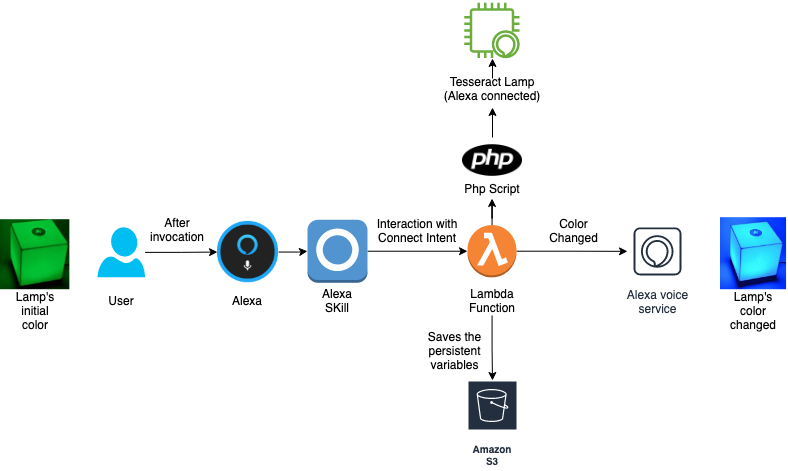 Tesseract Lamp
(Alexa connected)
php
Php Script
After
invocation
Interaction with
Connect Intent
Color
Changed
Lamp's
initial
color
User
Alexa
Alexa
SKill
Lambda
Function
Alexa voice
service
Lamp's
color
changed
Saves the
persistent
variables
Amazon
S3